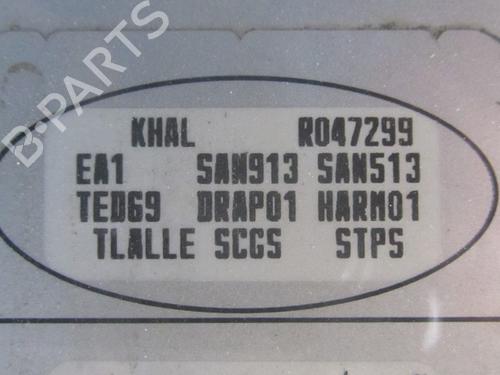 B-PARTS
KHAL R047299
EA1 SAN913 SAN513
TED69 DRAP01 HARM01
TLALLE SCGS STPS